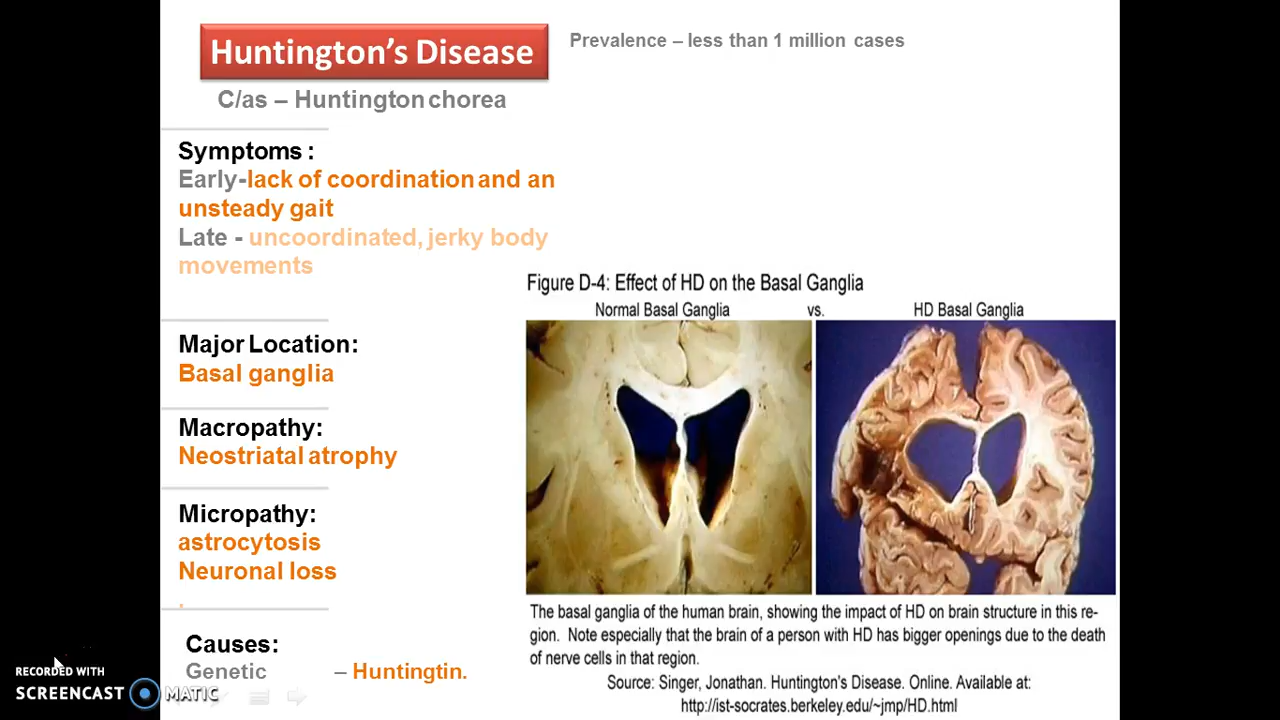 Huntington's Disease
Prevalence – less than 1 million cases
C/as – Huntington chorea
Symptoms :
Early-lack of coordination and an
unsteady gait
Late - uncoordinated, jerky body
movements
Major Location:
Basal ganglia
Macropathy:
Neostriatal atrophy
Micropathy:
astrocytosis
Neuronal loss
.
Causes:
Genetic – Huntingtin.
Figure D-4: Effect of HD on the Basal Ganglia
Normal Basal Ganglia vs. HD Basal Ganglia
The basal ganglia of the human brain, showing the impact of HD on brain structure in this re-
gion. Note especially that the brain of a person with HD has bigger openings due to the death
of nerve cells in that region.
Source: Singer, Jonathan. Huntington's Disease. Online. Available at:
http://ist-socrates.berkeley.edu/~jmp/HD.html
RECORDED WITH
SCREENCAST MATIC